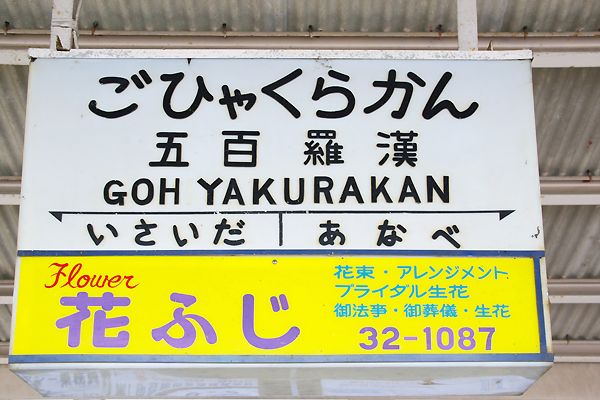 ごひゃくらかん
五百羅漢
GOH YAKURAKAN
いさいだ あなべ
Flower
花ふじ
花束・アレンジメント
ブライダル生花
御法事・御葬儀・生花
32-1087